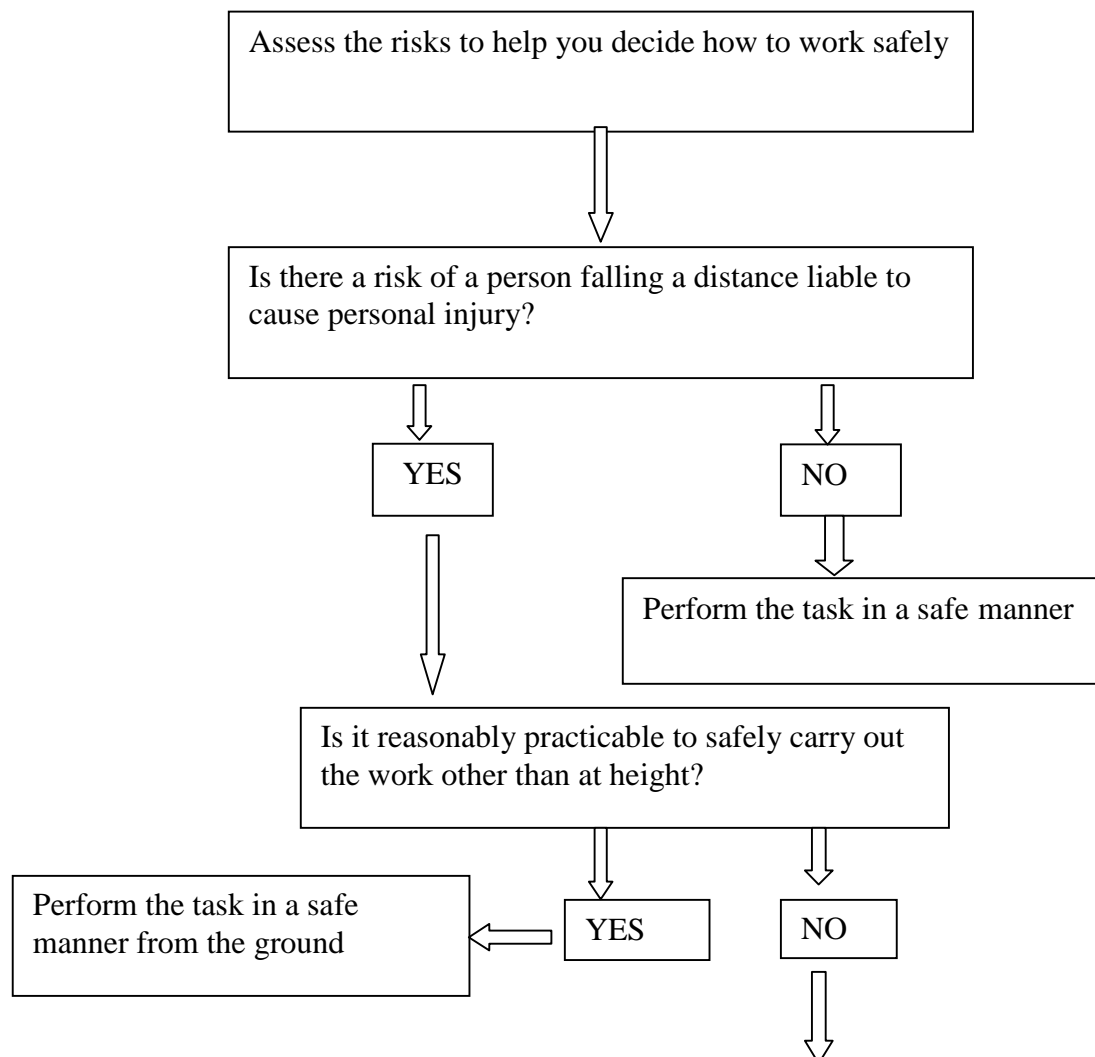 Assess the risks to help you decide how to work safely
Is there a risk of a person falling a distance liable to
cause personal injury?
YES
NO
Perform the task in a safe manner
Is it reasonably practicable to safely carry out
the work other than at height?
Perform the task in a safe
manner from the ground
YES
NO